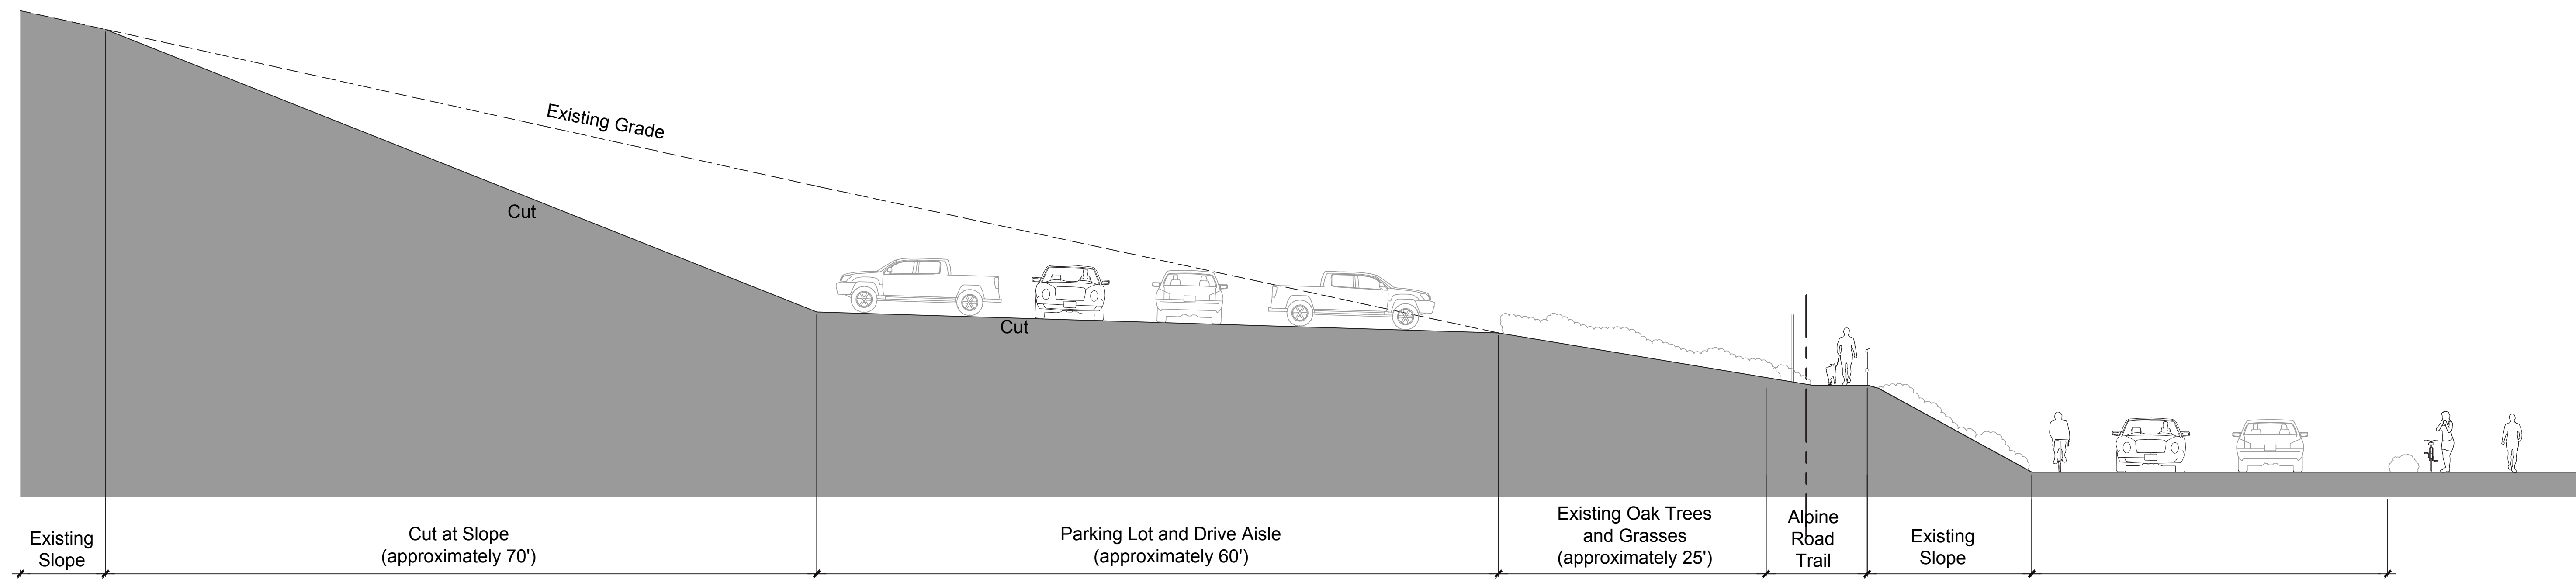 Existing Grade
Cut
Cut
Existing
Slope
Cut at Slope
(approximately 70')
Parking Lot and Drive Aisle
(approximately 60')
Existing Oak Trees
and Grasses
(approximately 25')
Alpine
Road
Trail
Existing
Slope